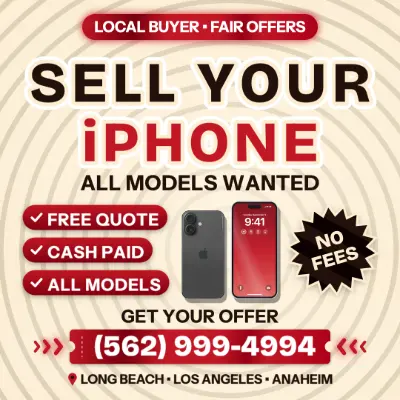 LOCAL BUYER • FAIR OFFERS
SELL YOUR
iPHONE
ALL MODELS WANTED
FREE QUOTE
CASH PAID
ALL MODELS
9:41
NO
FEES
GET YOUR OFFER
(562) 999-4994
LONG BEACH • LOS ANGELES • ANAHEIM